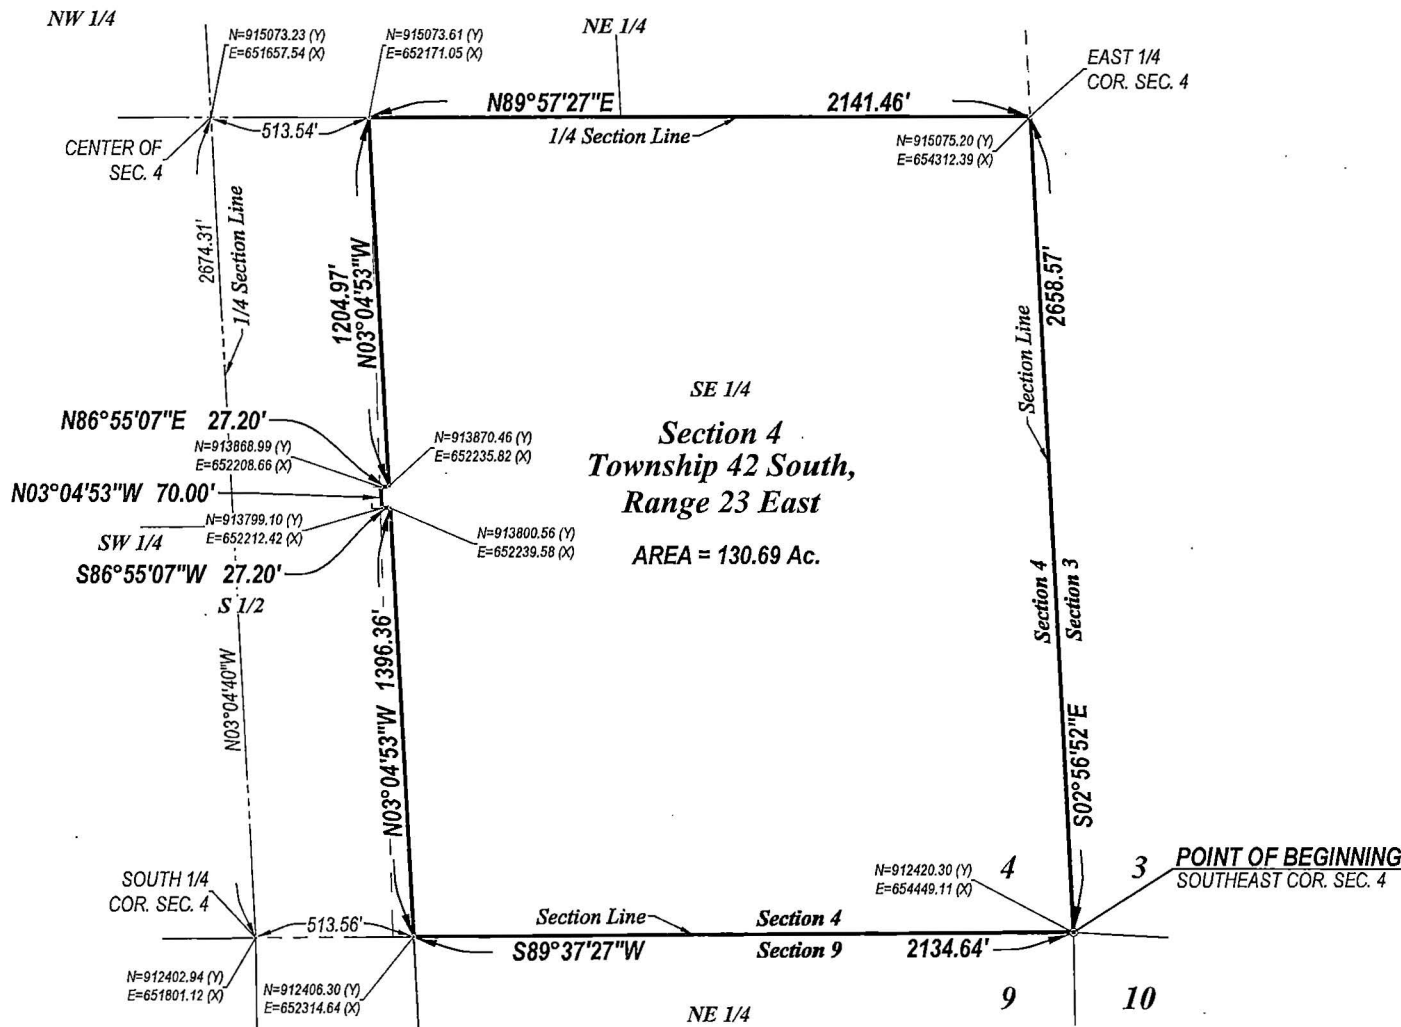 NW 1/4
N=915073.23 (Y)
E=651657.54 (X)
N=915073.61 (Y)
E=652171.05 (X)
NE 1/4
EAST 1/4
COR. SEC. 4
N89°57'27"E
2141.46'
513.54'
1/4 Section Line
CENTER OF
SEC. 4
N=915075.20 (Y)
E=654312.39 (X)
2674.31'
1/4 Section Line
1204.97'
N03°04'53"W
2658.57'
Section Line
SE 1/4
Section 4
Township 42 South,
Range 23 East
AREA = 130.69 Ac.
N86°55'07"E 27.20'
N=913868.99 (Y)
E=652208.66 (X)
N=913870.46 (Y)
E=652235.82 (X)
N03°04'53"W 70.00'
N=913799.10 (Y)
E=652212.42 (X)
N=913800.56 (Y)
E=652239.58 (X)
SW 1/4
S86°55'07"W 27.20'
S 1/2
Section 4
Section 3
N03°04'40"W
N03°04'53"W 1396.36'
S02°56'52"E
N=912420.30 (Y)
E=654449.11 (X)
4
3
POINT OF BEGINNING
SOUTHEAST COR. SEC. 4
SOUTH 1/4
COR. SEC. 4
513.56'
Section Line
Section 4
S89°37'27"W
Section 9
2134.64'
N=912402.94 (Y)
E=651801.12 (X)
N=912406.30 (Y)
E=652314.64 (X)
9
10
NE 1/4